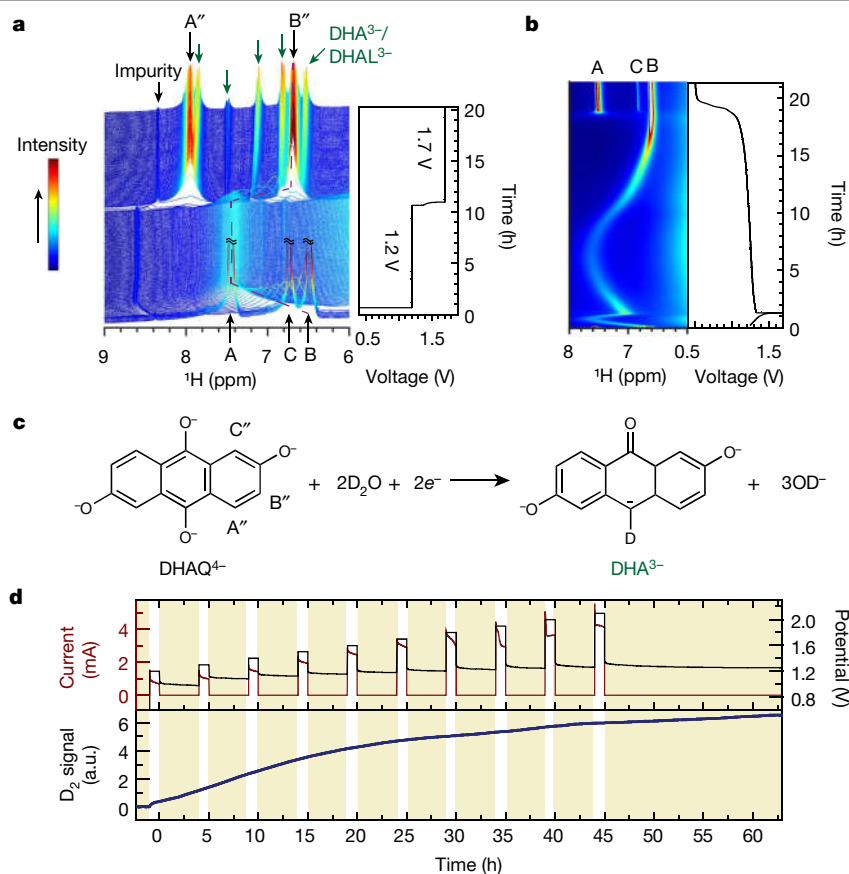 a
A″
B″
DHA³⁻/
DHAL³⁻
Impurity
Intensity
A
C
B
9
8
7
6
¹H (ppm)
1.7 V
1.2 V
20
15
10
5
0
Time (h)
0.5
1.5
Voltage (V)
b
A
C
B
8
7
¹H (ppm)
20
15
10
5
0
Time (h)
0.5
1.5
Voltage (V)
c
O⁻
C″
O⁻
⁻O
B″
A″
O⁻
DHAQ⁴⁻
+ 2D₂O + 2e⁻
O
O⁻
⁻O
-
D
DHA³⁻
+ 3OD⁻
d
Current
(mA)
4
2
0
2.0
1.6
1.2
0.8
Potential
(V)
D₂ signal
(a.u.)
6
4
2
0
0 5 10 15 20 25 30 35 40 45 50 55 60
Time (h)